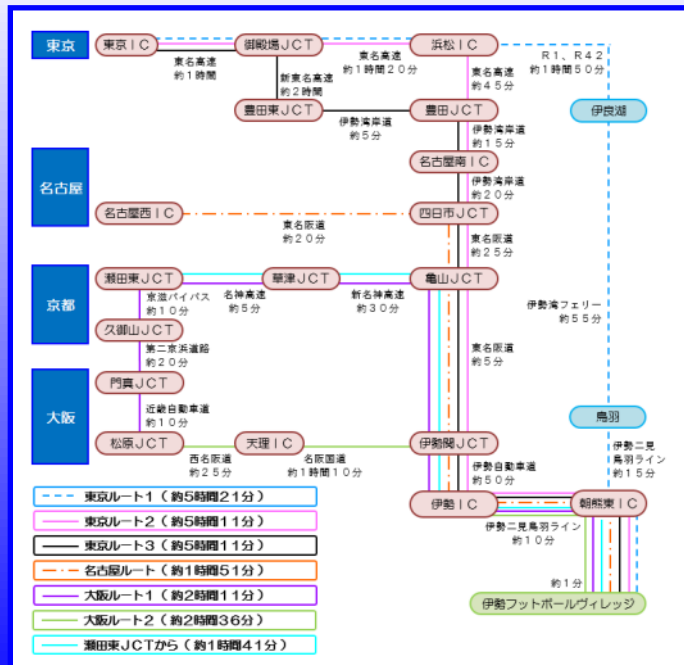 東京
東京ＩＣ
御殿場ＪＣＴ
浜松ＩＣ
東名高速
約１時間
東名高速
約１時間２０分
Ｒ１、Ｒ４２
約１時間５０分
新東名高速
約２時間
東名高速
約４５分
豊田東ＪＣＴ
豊田ＪＣＴ
伊良湖
伊勢湾岸道
約５分
伊勢湾岸道
約１５分
名古屋
名古屋南ＩＣ
伊勢湾岸道
約２０分
名古屋西ＩＣ
四日市ＪＣＴ
東名阪道
約２０分
東名阪道
約２５分
京都
瀬田東ＪＣＴ
草津ＪＣＴ
亀山ＪＣＴ
京滋バイパス
約１０分
名神高速
約５分
新名神高速
約３０分
伊勢湾フェリー
約５５分
久御山ＪＣＴ
第二京浜道路
約２０分
東名阪道
約５分
大阪
門真ＪＣＴ
近畿自動車道
約１０分
鳥羽
松原ＪＣＴ
天理ＩＣ
伊勢関ＪＣＴ
西名阪道
約２５分
名阪国道
約１時間１０分
伊勢自動車道
約５０分
伊勢二見
鳥羽ライン
約１５分
伊勢ＩＣ
朝熊東ＩＣ
伊勢二見鳥羽ライン
約１０分
約１分
伊勢フットボールヴィレッジ
東京ルート１（約５時間２１分）
東京ルート２（約５時間１１分）
東京ルート３（約５時間１１分）
名古屋ルート（約１時間５１分）
大阪ルート１（約２時間１１分）
大阪ルート２（約２時間３６分）
瀬田東ＪＣＴから（約１時間４１分）